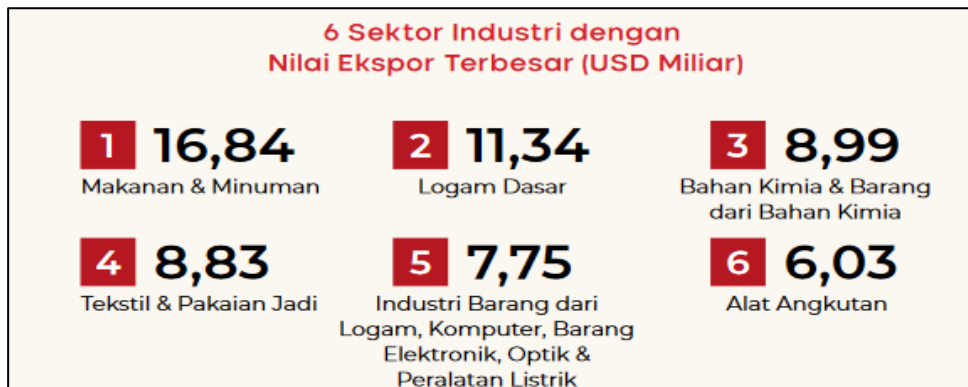 6 Sektor Industri dengan
Nilai Ekspor Terbesar (USD Miliar)
1 16,84
Makanan & Minuman
2 11,34
Logam Dasar
3 8,99
Bahan Kimia & Barang
dari Bahan Kimia
4 8,83
Tekstil & Pakaian Jadi
5 7,75
Industri Barang dari
Logam, Komputer, Barang
Elektronik, Optik &
Peralatan Listrik
6 6,03
Alat Angkutan